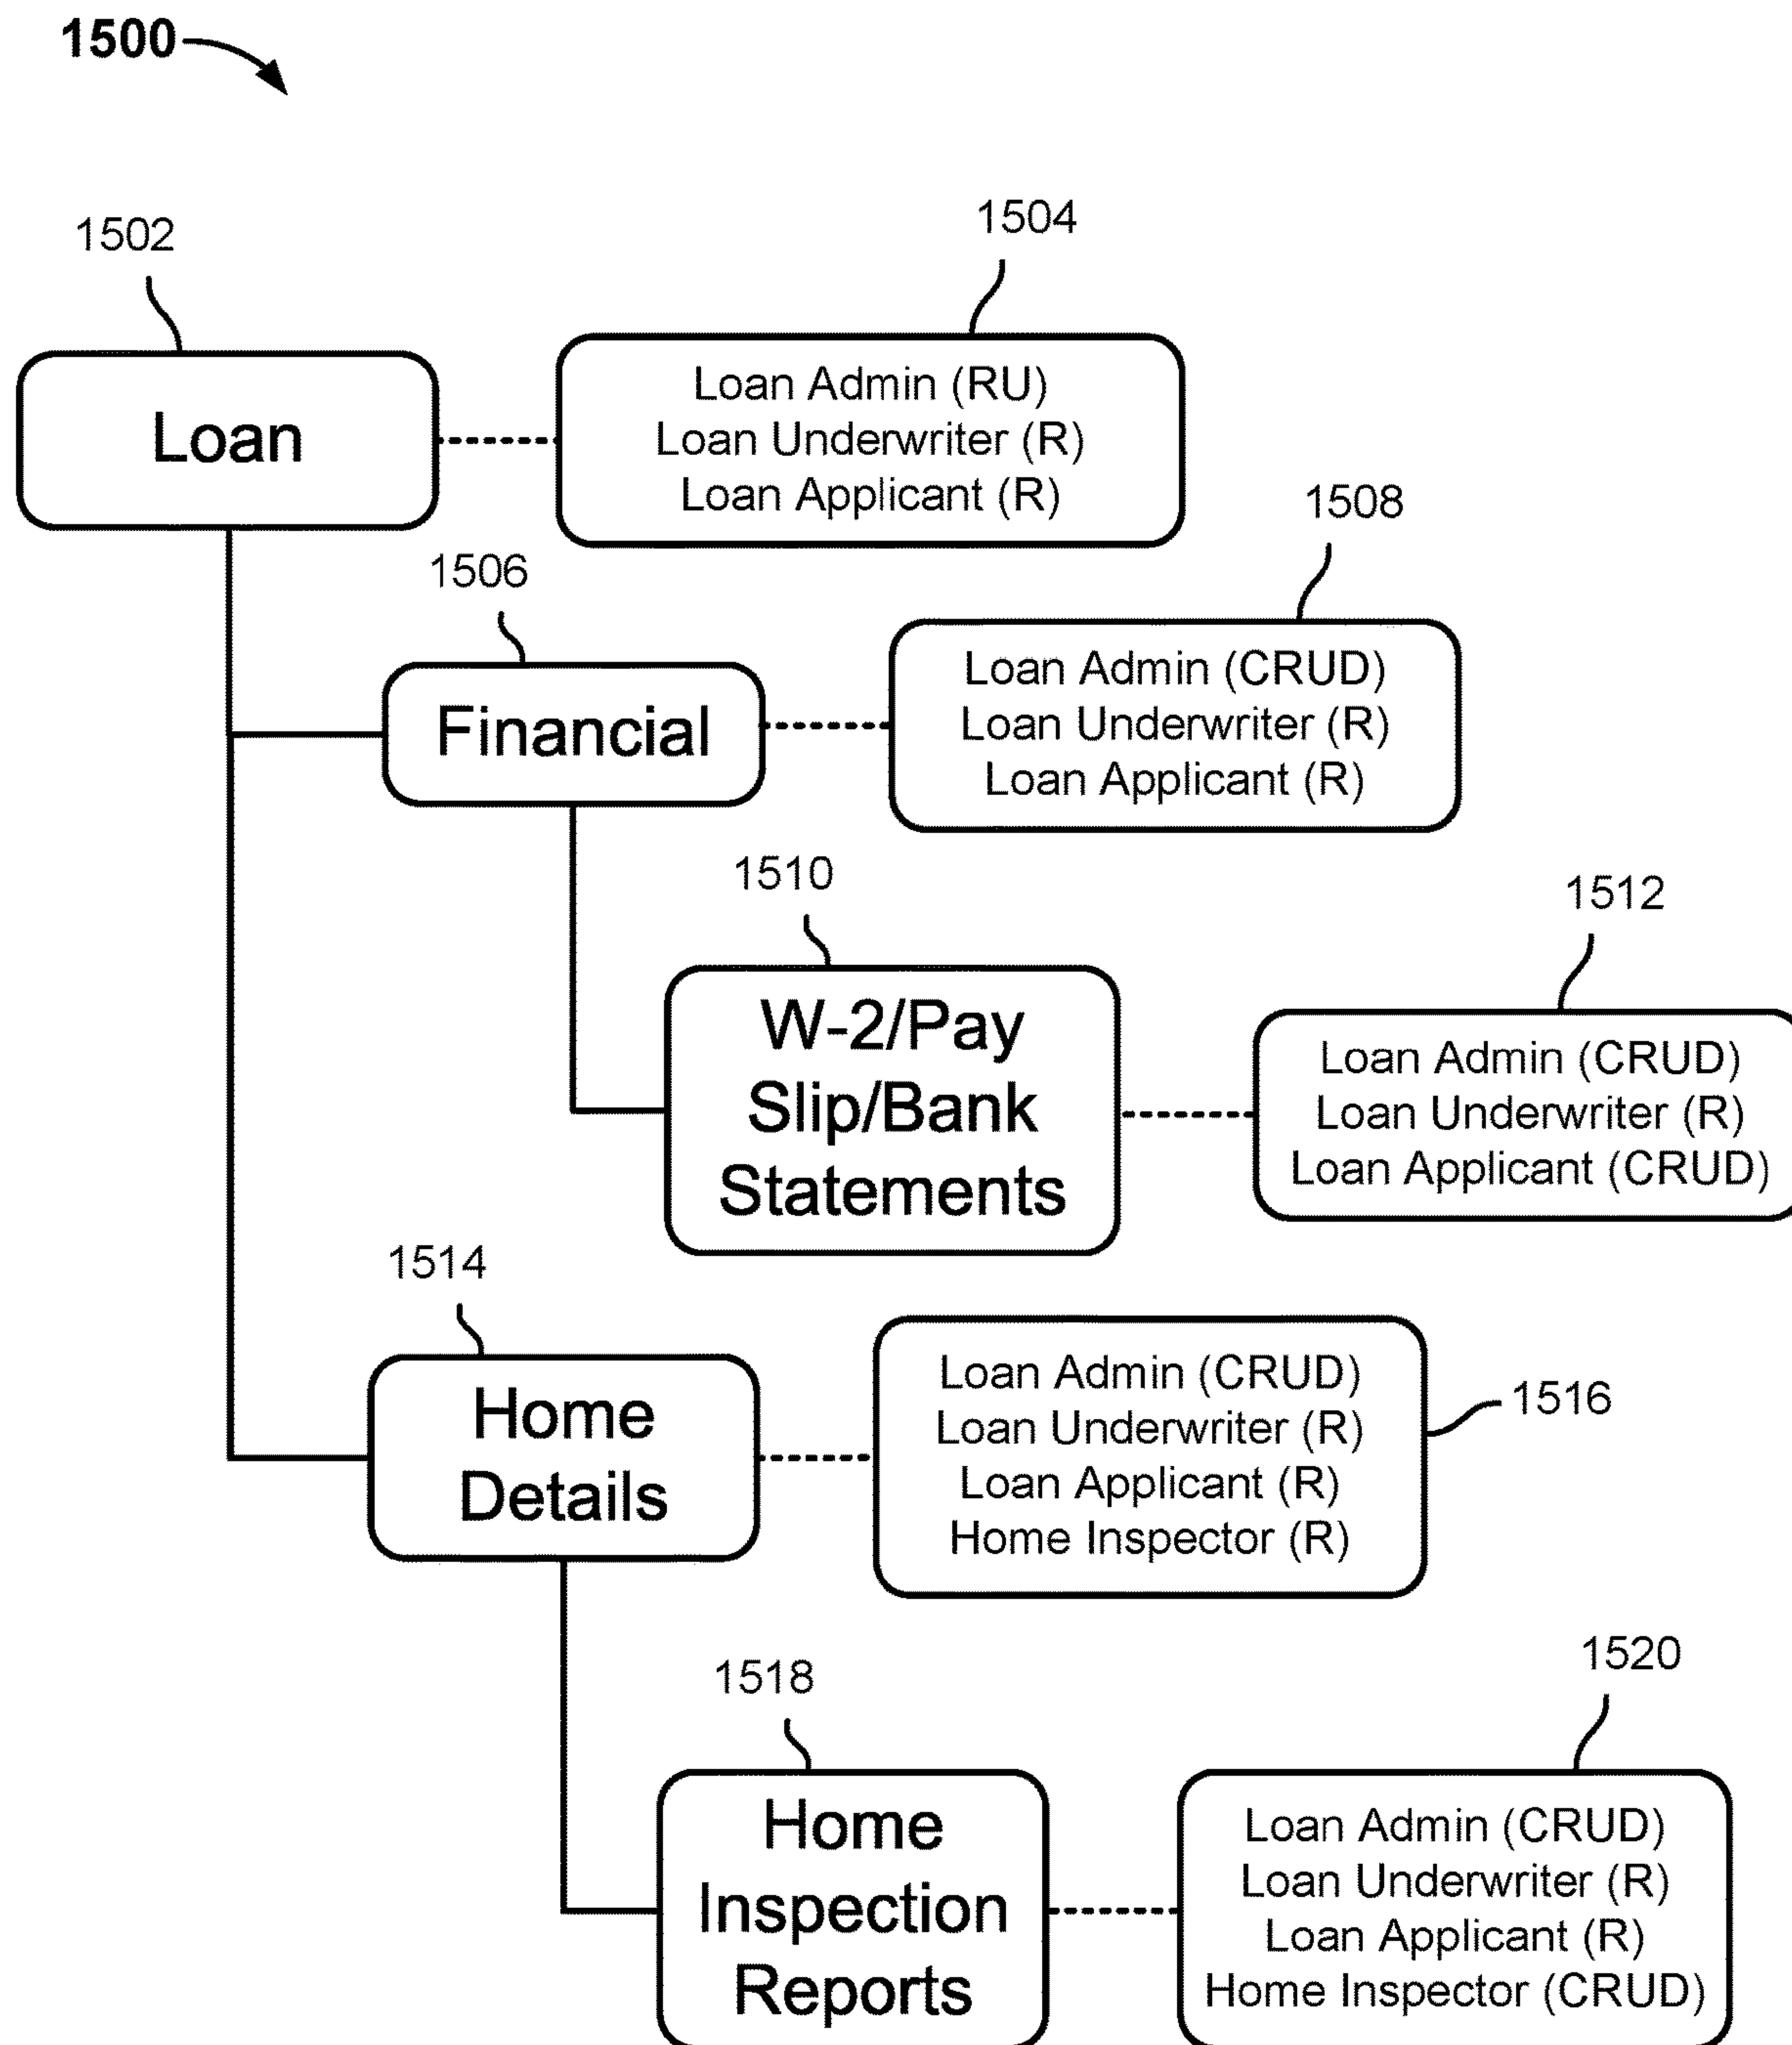 1500
1502
1504
Loan
Loan Admin (RU)
Loan Underwriter (R)
Loan Applicant (R)
1506
1508
Financial
Loan Admin (CRUD)
Loan Underwriter (R)
Loan Applicant (R)
1510
1512
W-2/Pay
Slip/Bank
Statements
Loan Admin (CRUD)
Loan Underwriter (R)
Loan Applicant (CRUD)
1514
1516
Home
Details
Loan Admin (CRUD)
Loan Underwriter (R)
Loan Applicant (R)
Home Inspector (R)
1518
1520
Home
Inspection
Reports
Loan Admin (CRUD)
Loan Underwriter (R)
Loan Applicant (R)
Home Inspector (CRUD)